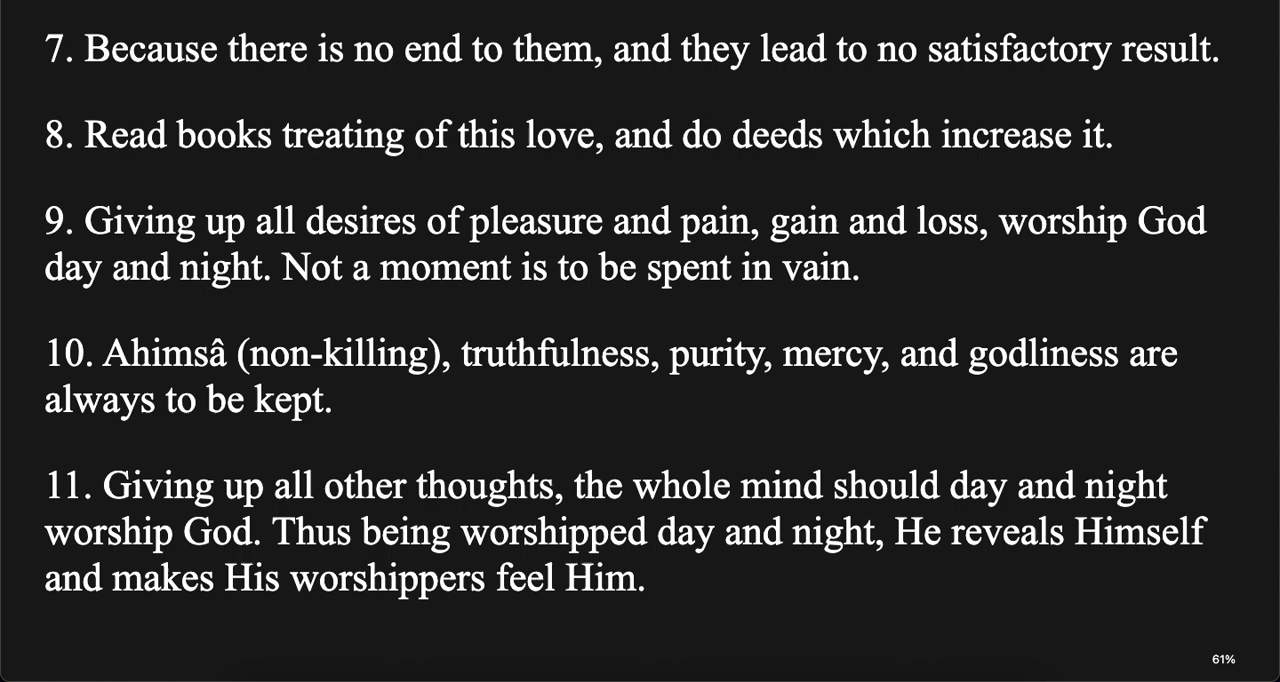 7. Because there is no end to them, and they lead to no satisfactory result.
8. Read books treating of this love, and do deeds which increase it.
9. Giving up all desires of pleasure and pain, gain and loss, worship God
day and night. Not a moment is to be spent in vain.
10. Ahimsâ (non-killing), truthfulness, purity, mercy, and godliness are
always to be kept.
11. Giving up all other thoughts, the whole mind should day and night
worship God. Thus being worshipped day and night, He reveals Himself
and makes His worshippers feel Him.
61%